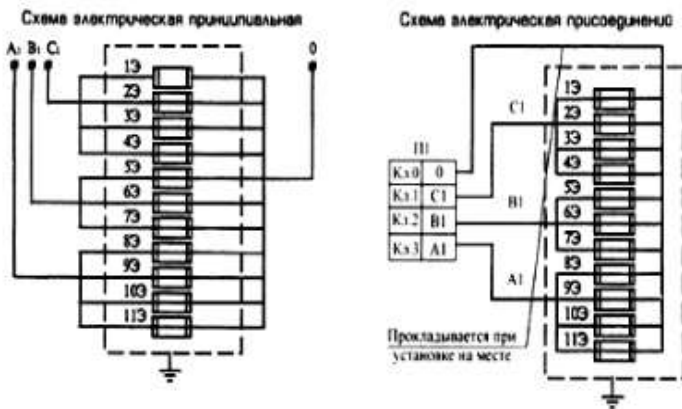 Схема электрическая принципиальная
A1 B1 C1 0
1Э
2Э
3Э
4Э
5Э
6Э
7Э
8Э
9Э
10Э
11Э
Схема электрическая присоединений
П1
Кл 0 0
Кл 1 C1
Кл 2 B1
Кл 3 A1
C1
B1
A1
1Э
2Э
3Э
4Э
5Э
6Э
7Э
8Э
9Э
10Э
11Э
Прокладывается при
установке на месте